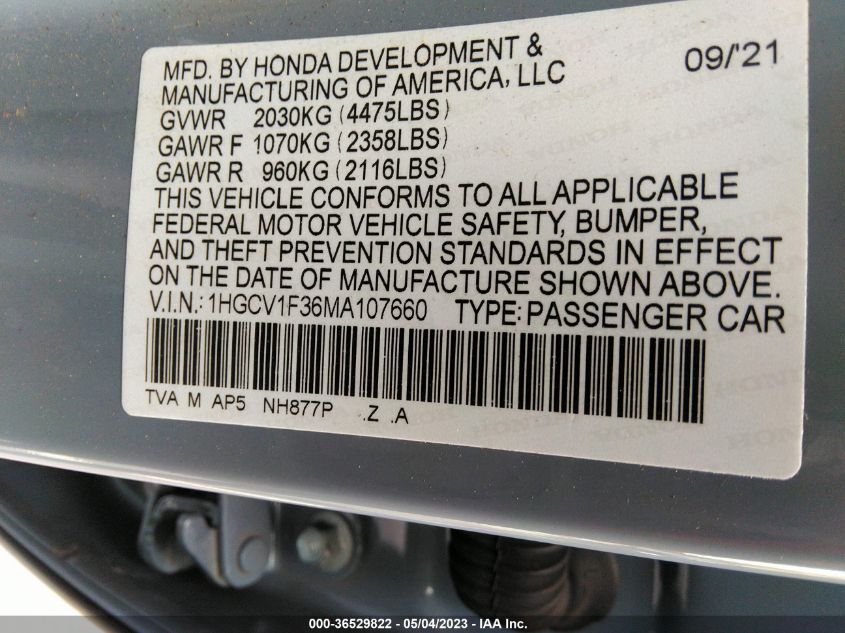 MFD. BY HONDA DEVELOPMENT & 09/'21
MANUFACTURING OF AMERICA, LLC
GVWR 2030KG (4475LBS)
GAWR F 1070KG (2358LBS)
GAWR R 960KG (2116LBS)
THIS VEHICLE CONFORMS TO ALL APPLICABLE
FEDERAL MOTOR VEHICLE SAFETY, BUMPER,
AND THEFT PREVENTION STANDARDS IN EFFECT
ON THE DATE OF MANUFACTURE SHOWN ABOVE.
V.I.N.: 1HGCV1F36MA107660 TYPE: PASSENGER CAR
TVA M AP5 NH877P .Z .A
000-36529822 - 05/04/2023 - IAA Inc.